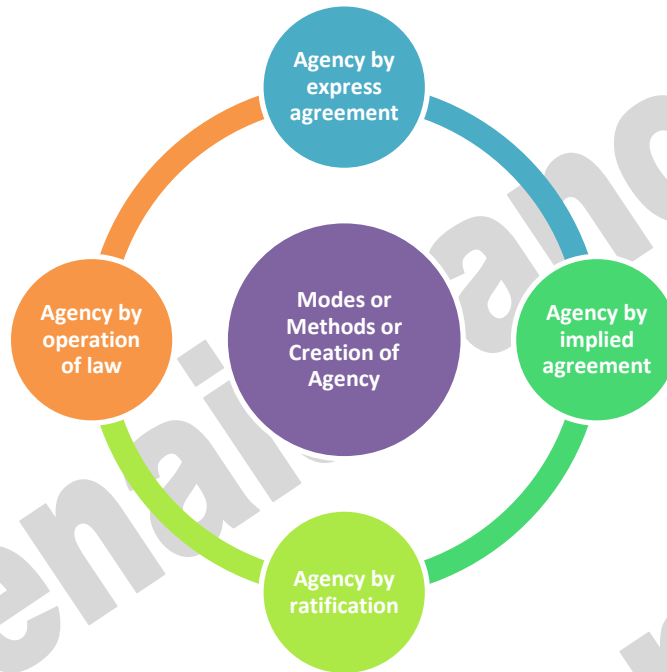 Agency by
express
agreement
Agency by
operation
of law
Modes or
Methods or
Creation of
Agency
Agency by
implied
agreement
Agency by
ratification